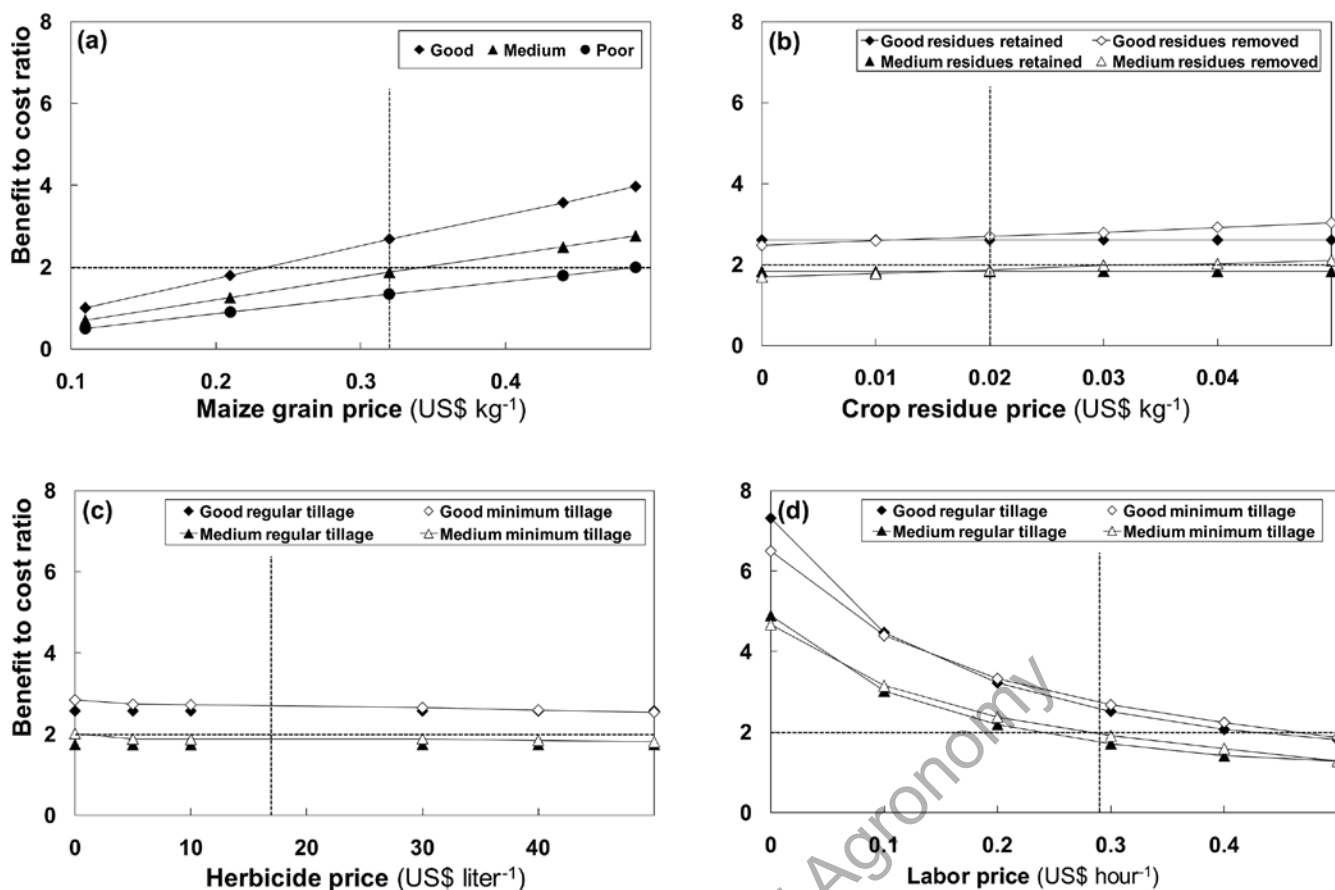 (a)
Good Medium Poor
Benefit to cost ratio
8
6
4
2
0
0.1 0.2 0.3 0.4
Maize grain price (US$ kg⁻¹)
(b)
Good residues retained Good residues removed
Medium residues retained Medium residues removed
8
6
4
2
0
0 0.01 0.02 0.03 0.04
Crop residue price (US$ kg⁻¹)
(c)
Good regular tillage Good minimum tillage
Medium regular tillage Medium minimum tillage
Benefit to cost ratio
8
6
4
2
0
0 10 20 30 40
Herbicide price (US$ liter⁻¹)
(d)
Good regular tillage Good minimum tillage
Medium regular tillage Medium minimum tillage
8
6
4
2
0
0 0.1 0.2 0.3 0.4
Labor price (US$ hour⁻¹)
Agronomy